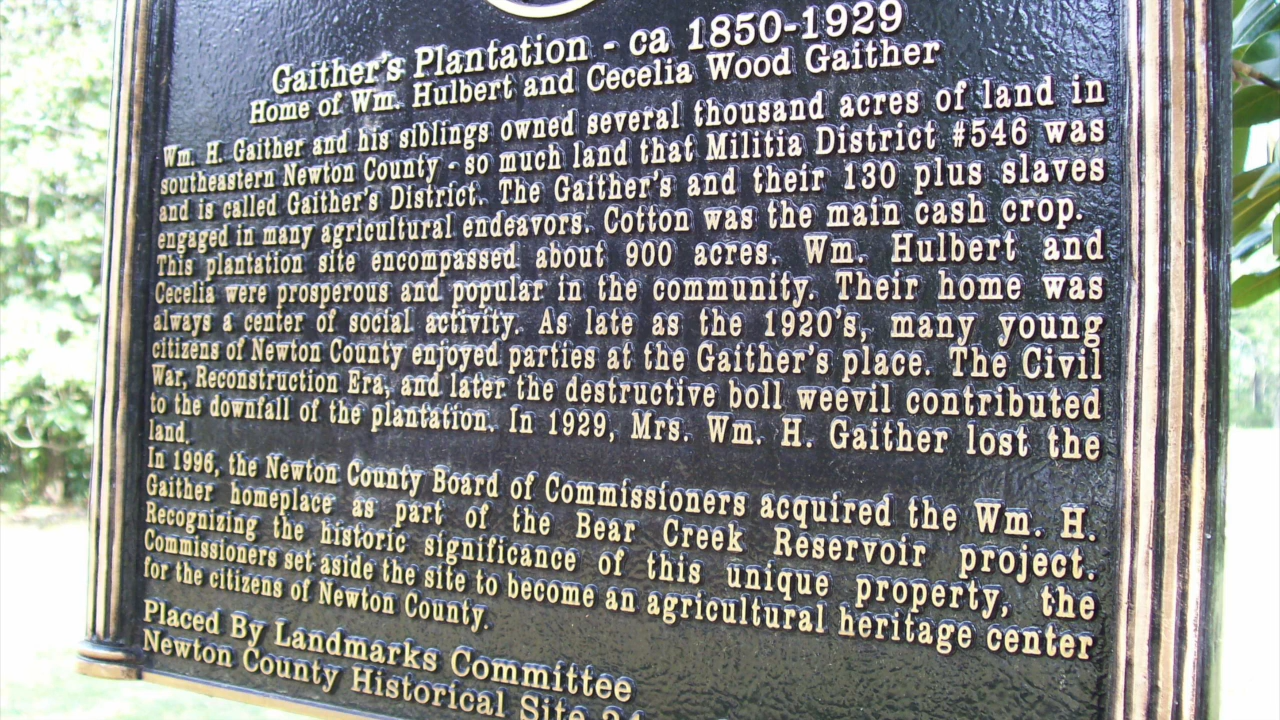 Gaither's Plantation - ca 1850-1929
Home of Wm. Hulbert and Cecelia Wood Gaither
Wm. H. Gaither and his siblings owned several thousand acres of land in
southeastern Newton County - so much land that Militia District #546 was
and is called Gaither's District. The Gaither's and their 130 plus slaves
engaged in many agricultural endeavors. Cotton was the main cash crop.
This plantation site encompassed about 900 acres. Wm. Hulbert and
Cecelia were prosperous and popular in the community. Their home was
always a center of social activity. As late as the 1920's, many young
citizens of Newton County enjoyed parties at the Gaither's place. The Civil
War, Reconstruction Era, and later the destructive boll weevil contributed
to the downfall of the plantation. In 1929, Mrs. Wm. H. Gaither lost the
land.
In 1996, the Newton County Board of Commissioners acquired the Wm. H.
Gaither homeplace as part of the Bear Creek Reservoir project.
Recognizing the historic significance of this unique property, the
Commissioners set aside the site to become an agricultural heritage center
for the citizens of Newton County.
Placed By Landmarks Committee
Newton County Historical Site